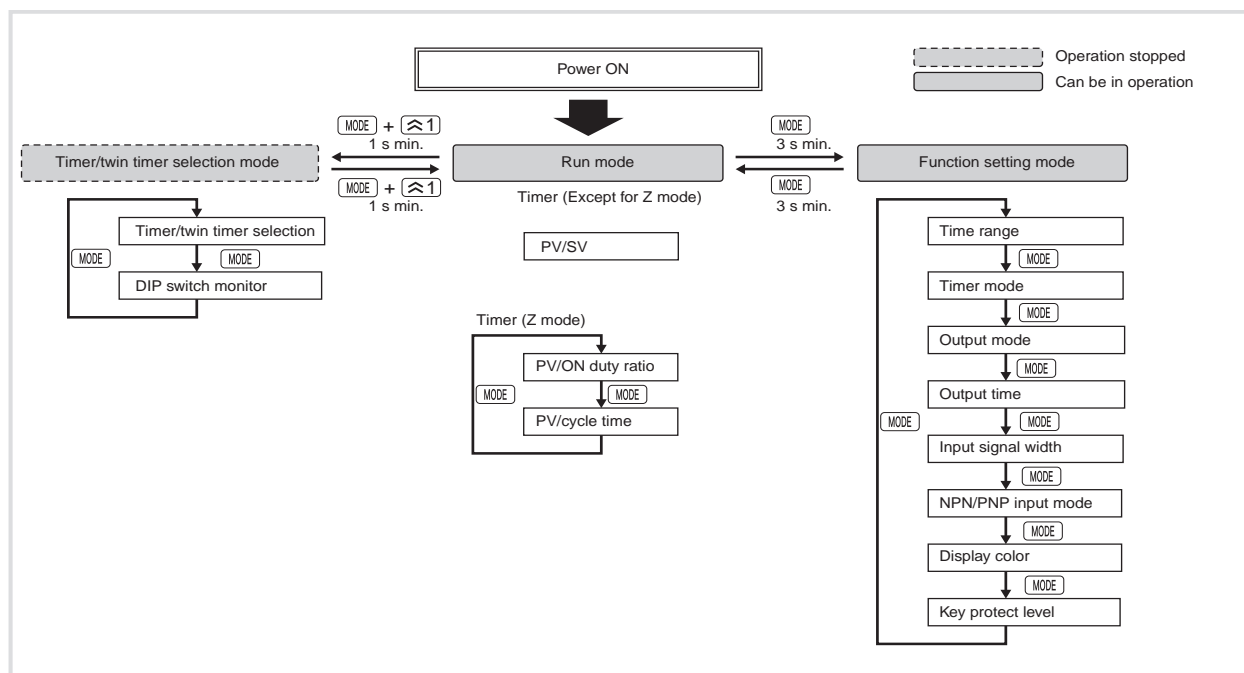 Power ON
Operation stopped
Can be in operation
MODE + ︽1
1 s min.
MODE
3 s min.
Timer/twin timer selection mode
Run mode
Function setting mode
MODE + ︽1
1 s min.
MODE
3 s min.
Timer (Except for Z mode)
Timer/twin timer selection
MODE
MODE
DIP switch monitor
PV/SV
Timer (Z mode)
PV/ON duty ratio
MODE
MODE
PV/cycle time
Time range
MODE
Timer mode
MODE
Output mode
MODE
Output time
MODE
MODE
Input signal width
MODE
NPN/PNP input mode
MODE
Display color
MODE
Key protect level